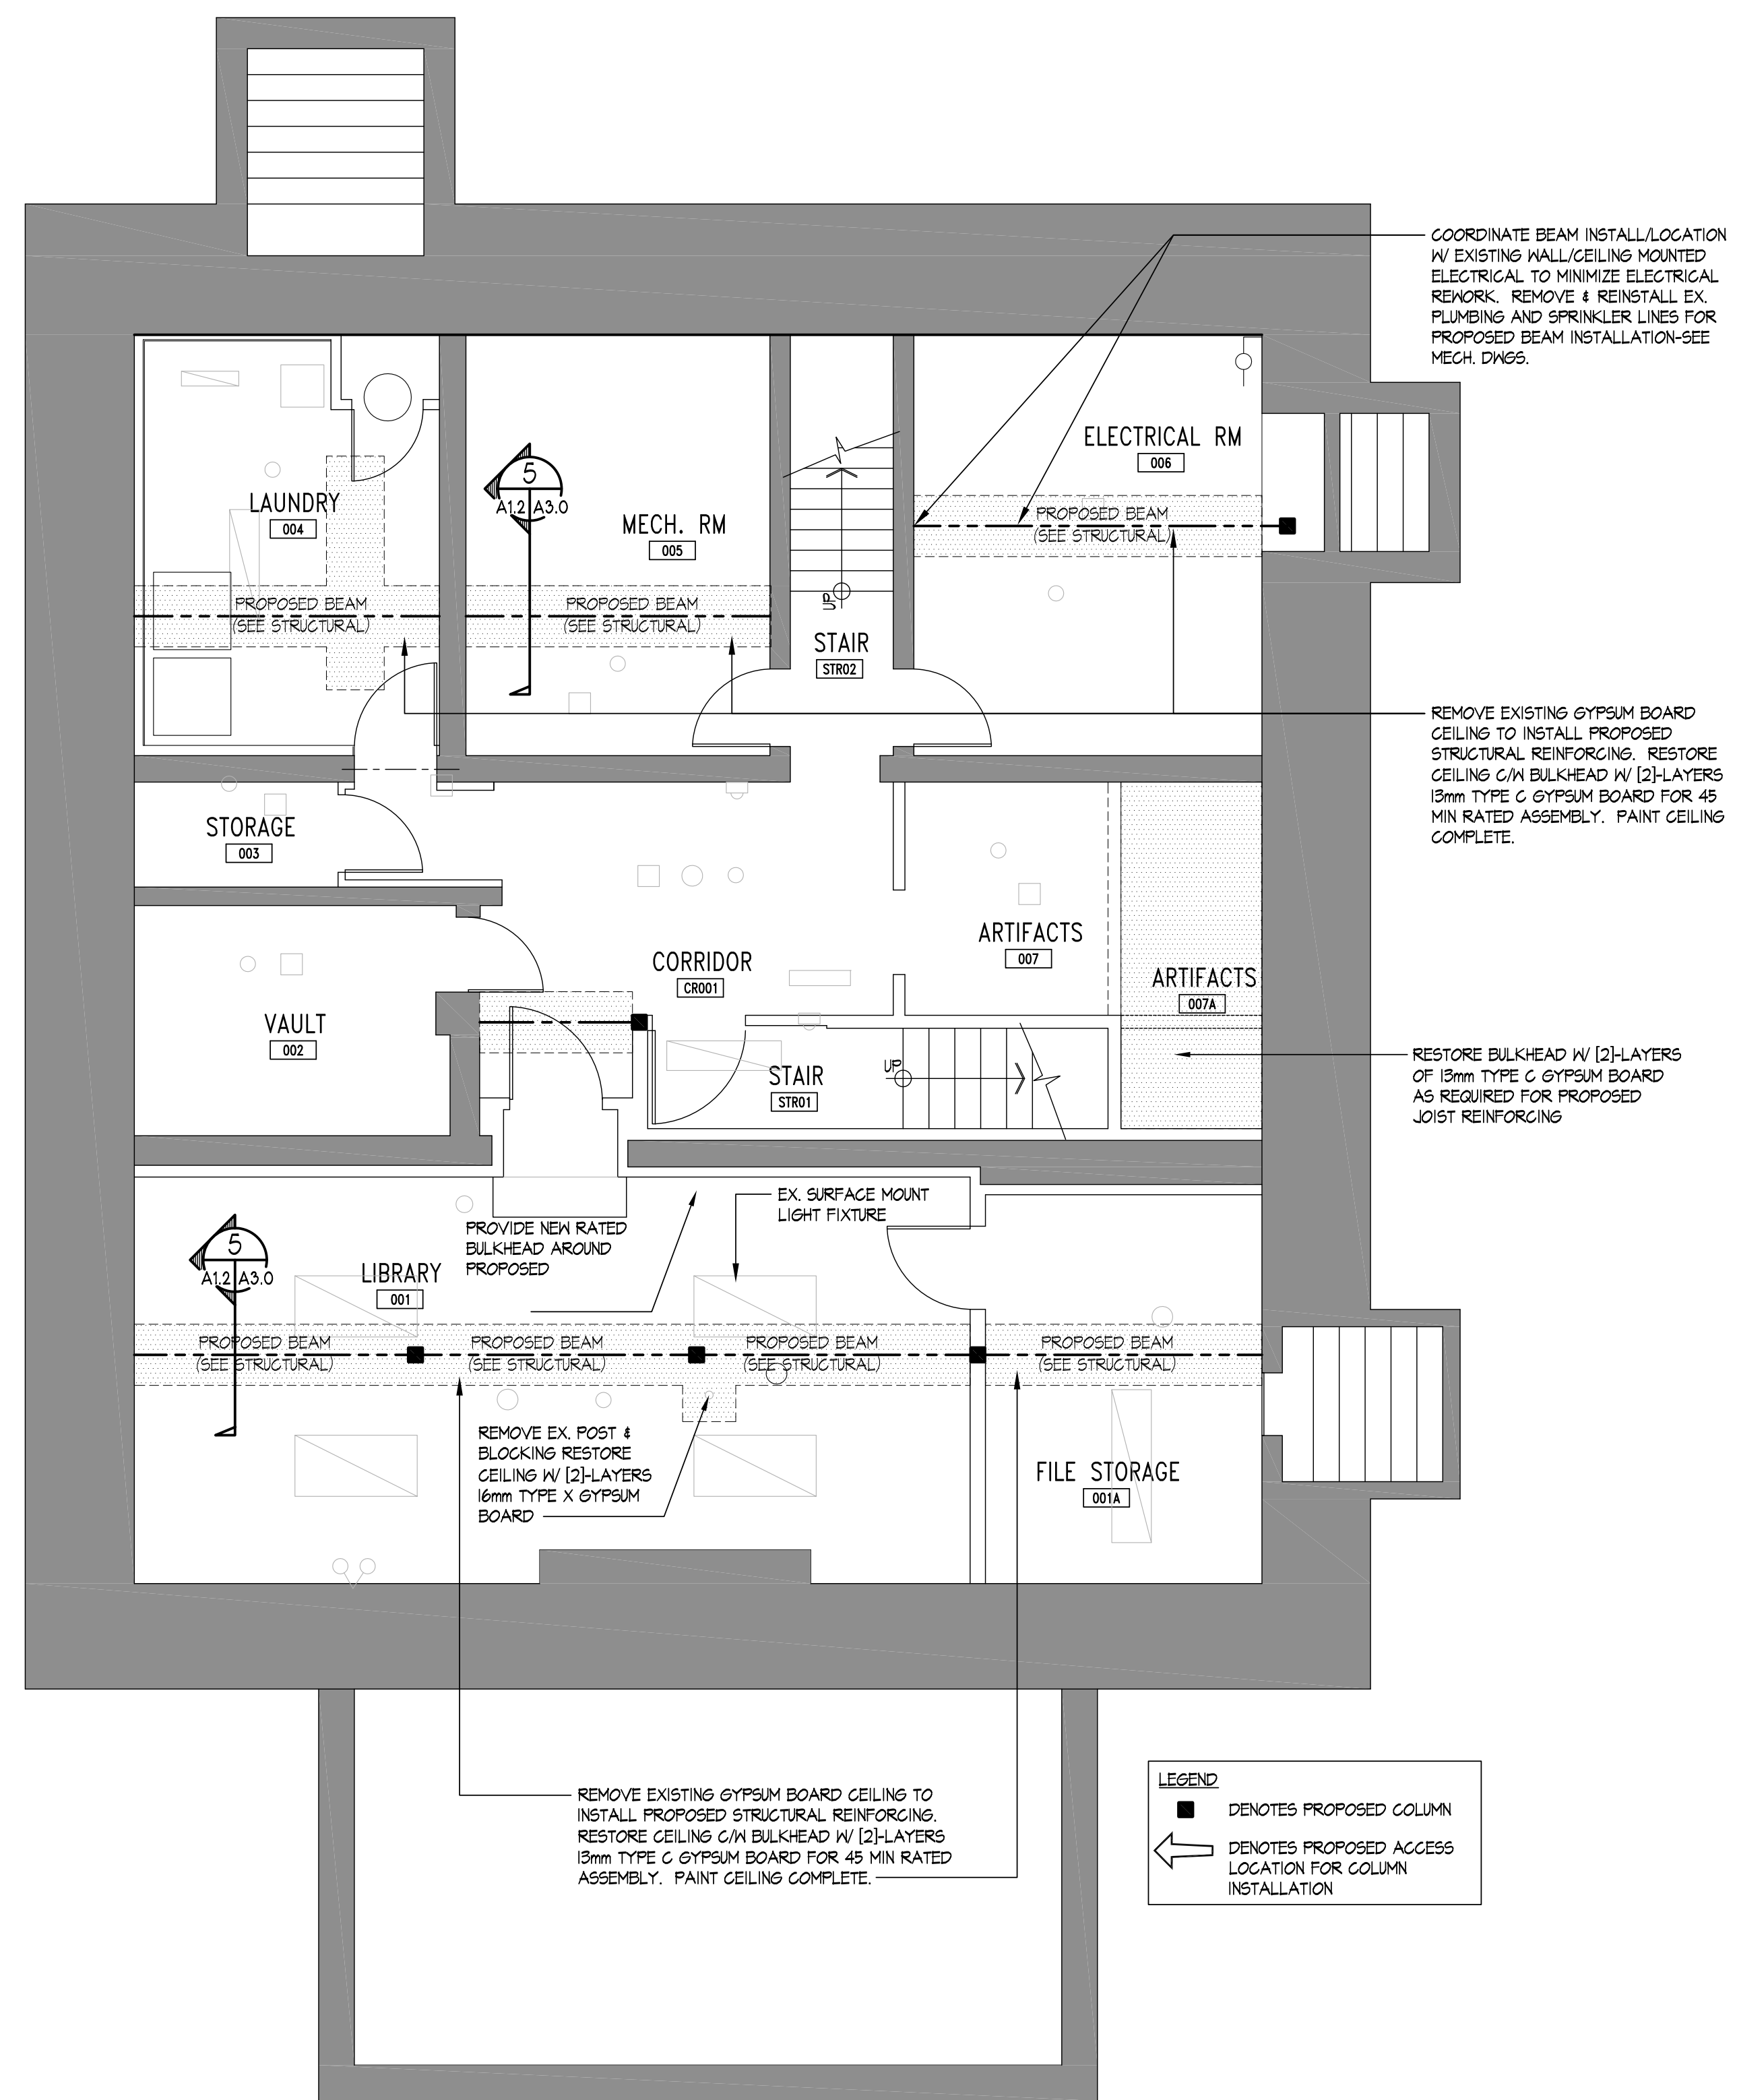 COORDINATE BEAM INSTALL/LOCATION
W/ EXISTING WALL/CEILING MOUNTED
ELECTRICAL TO MINIMIZE ELECTRICAL
REWORK. REMOVE & REINSTALL EX.
PLUMBING AND SPRINKLER LINES FOR
PROPOSED BEAM INSTALLATION-SEE
MECH. DWGS.
ELECTRICAL RM
006
PROPOSED BEAM
(SEE STRUCTURAL)
LAUNDRY
004
5
A1.2 A3.0
MECH. RM
005
PROPOSED BEAM
(SEE STRUCTURAL)
PROPOSED BEAM
(SEE STRUCTURAL)
UP
STAIR
STR02
REMOVE EXISTING GYPSUM BOARD
CEILING TO INSTALL PROPOSED
STRUCTURAL REINFORCING. RESTORE
CEILING C/W BULKHEAD W/ [2]-LAYERS
13mm TYPE C GYPSUM BOARD FOR 45
MIN RATED ASSEMBLY. PAINT CEILING
COMPLETE.
STORAGE
003
ARTIFACTS
007
CORRIDOR
CR001
ARTIFACTS
007A
VAULT
002
STAIR
STR01
UP
RESTORE BULKHEAD W/ [2]-LAYERS
OF 13mm TYPE C GYPSUM BOARD
AS REQUIRED FOR PROPOSED
JOIST REINFORCING
EX. SURFACE MOUNT
LIGHT FIXTURE
PROVIDE NEW RATED
BULKHEAD AROUND
PROPOSED
5
A1.2 A3.0
LIBRARY
001
PROPOSED BEAM
(SEE STRUCTURAL)
PROPOSED BEAM
(SEE STRUCTURAL)
PROPOSED BEAM
(SEE STRUCTURAL)
PROPOSED BEAM
(SEE STRUCTURAL)
REMOVE EX. POST &
BLOCKING RESTORE
CEILING W/ [2]-LAYERS
16mm TYPE X GYPSUM
BOARD
FILE STORAGE
001A
REMOVE EXISTING GYPSUM BOARD CEILING TO
INSTALL PROPOSED STRUCTURAL REINFORCING.
RESTORE CEILING C/W BULKHEAD W/ [2]-LAYERS
13mm TYPE C GYPSUM BOARD FOR 45 MIN RATED
ASSEMBLY. PAINT CEILING COMPLETE.
LEGEND
DENOTES PROPOSED COLUMN
DENOTES PROPOSED ACCESS
LOCATION FOR COLUMN
INSTALLATION